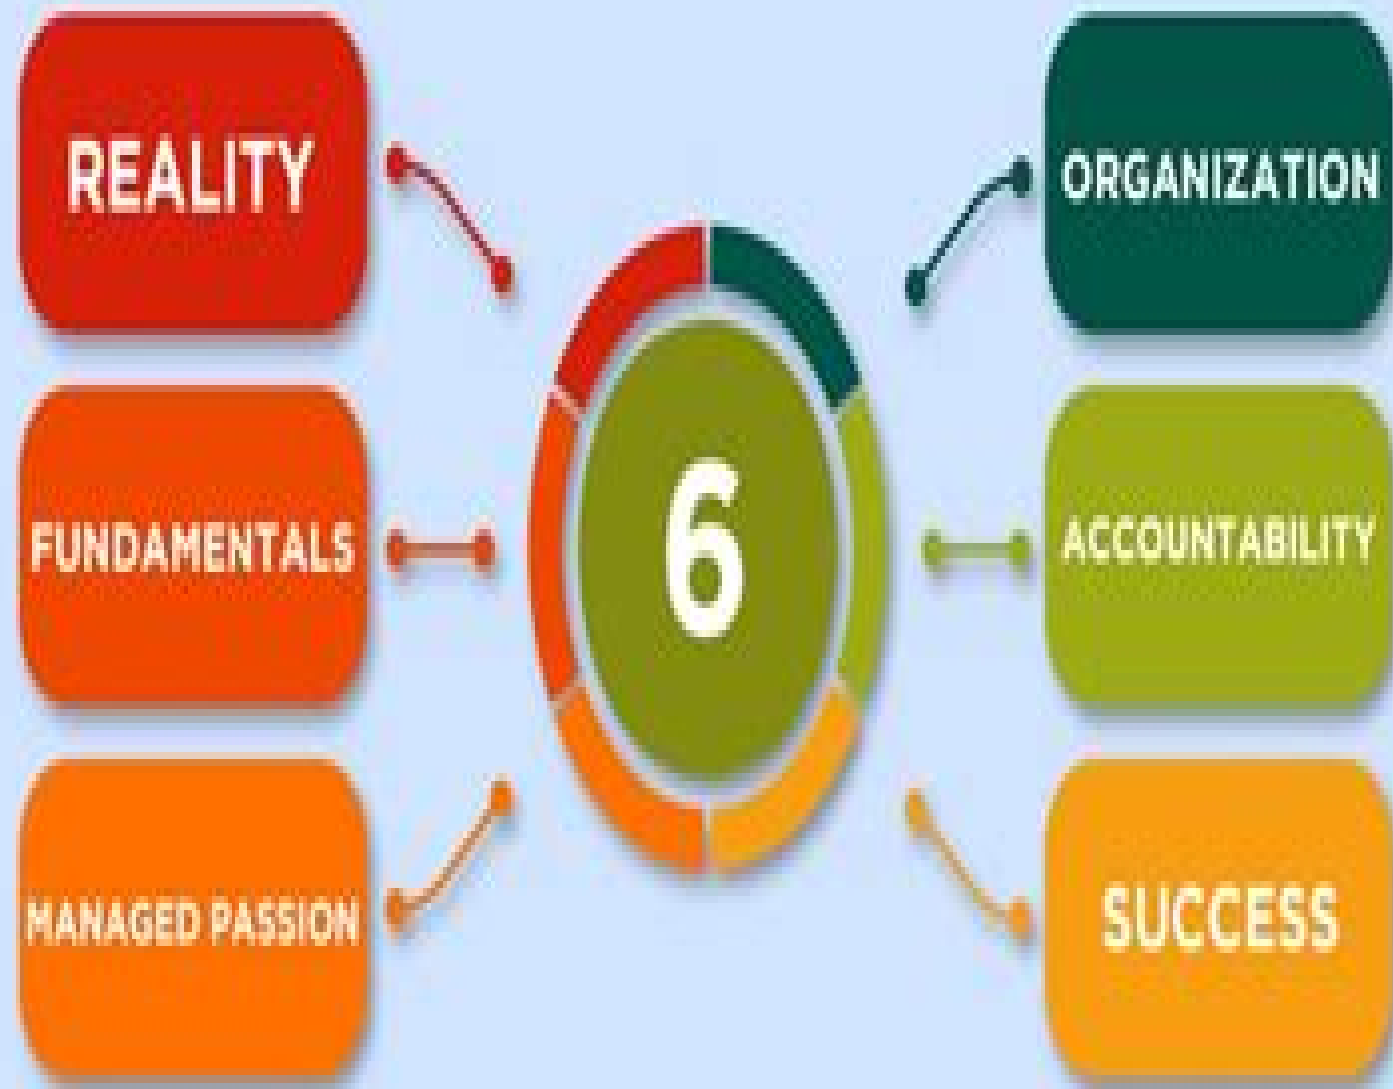 REALITY
ORGANIZATION
FUNDAMENTALS
6
ACCOUNTABILITY
MANAGED PASSION
SUCCESS